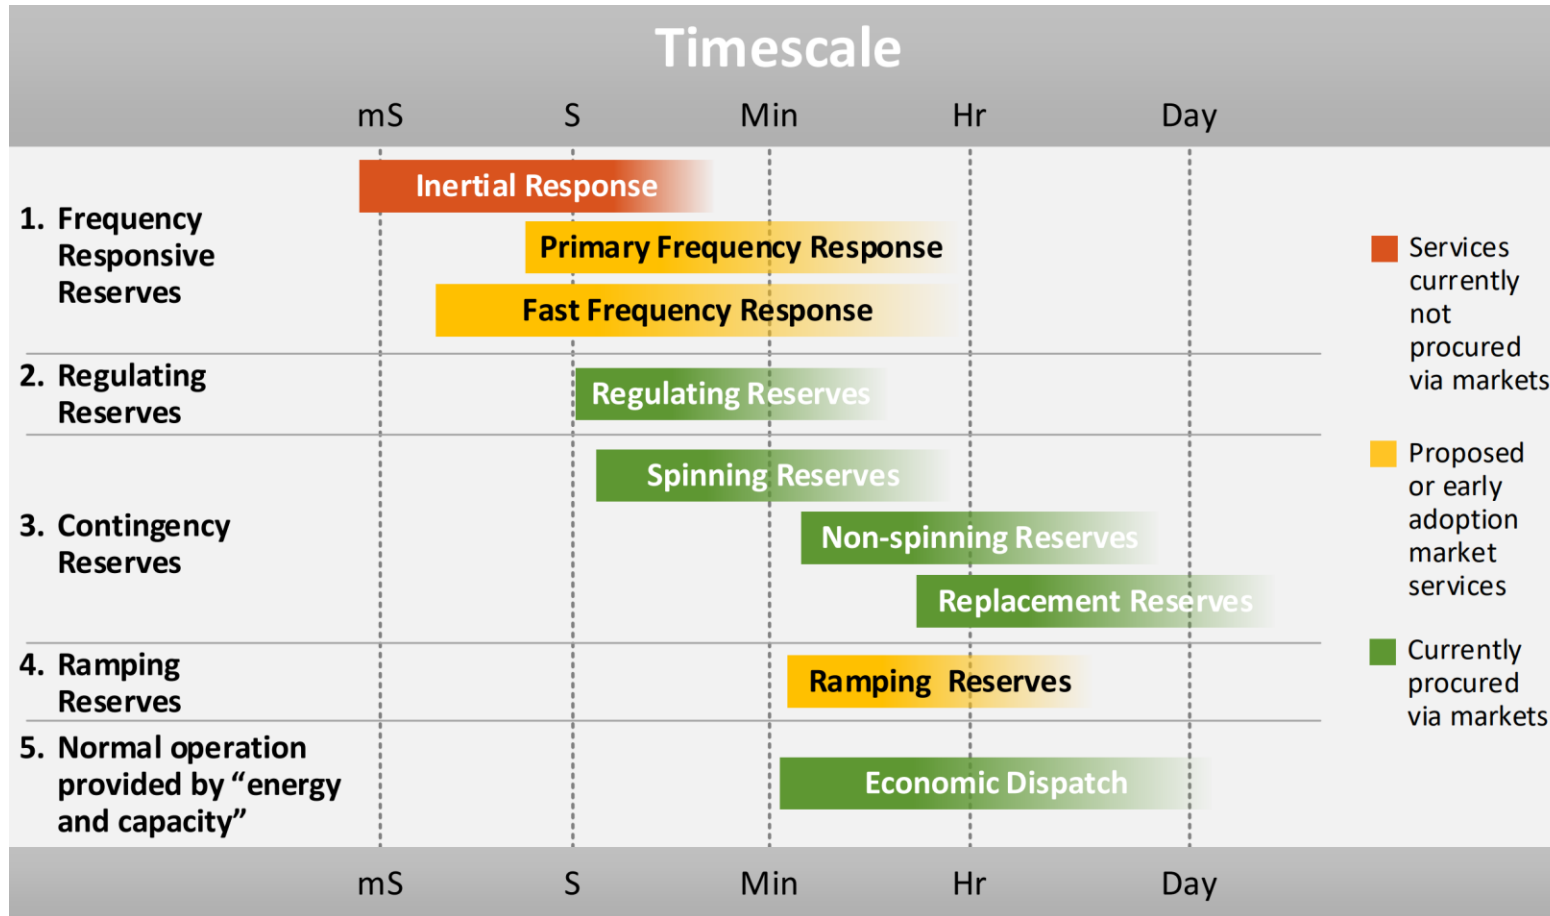 Timescale
mS S Min Hr Day
1. Frequency
Responsive
Reserves
Inertial Response
Primary Frequency Response
Fast Frequency Response
2. Regulating
Reserves
Regulating Reserves
3. Contingency
Reserves
Spinning Reserves
Non-spinning Reserves
Replacement Reserves
4. Ramping
Reserves
Ramping Reserves
5. Normal operation
provided by “energy
and capacity”
Economic Dispatch
Services
currently
not
procured
via markets
Proposed
or early
adoption
market
services
Currently
procured
via markets
mS S Min Hr Day